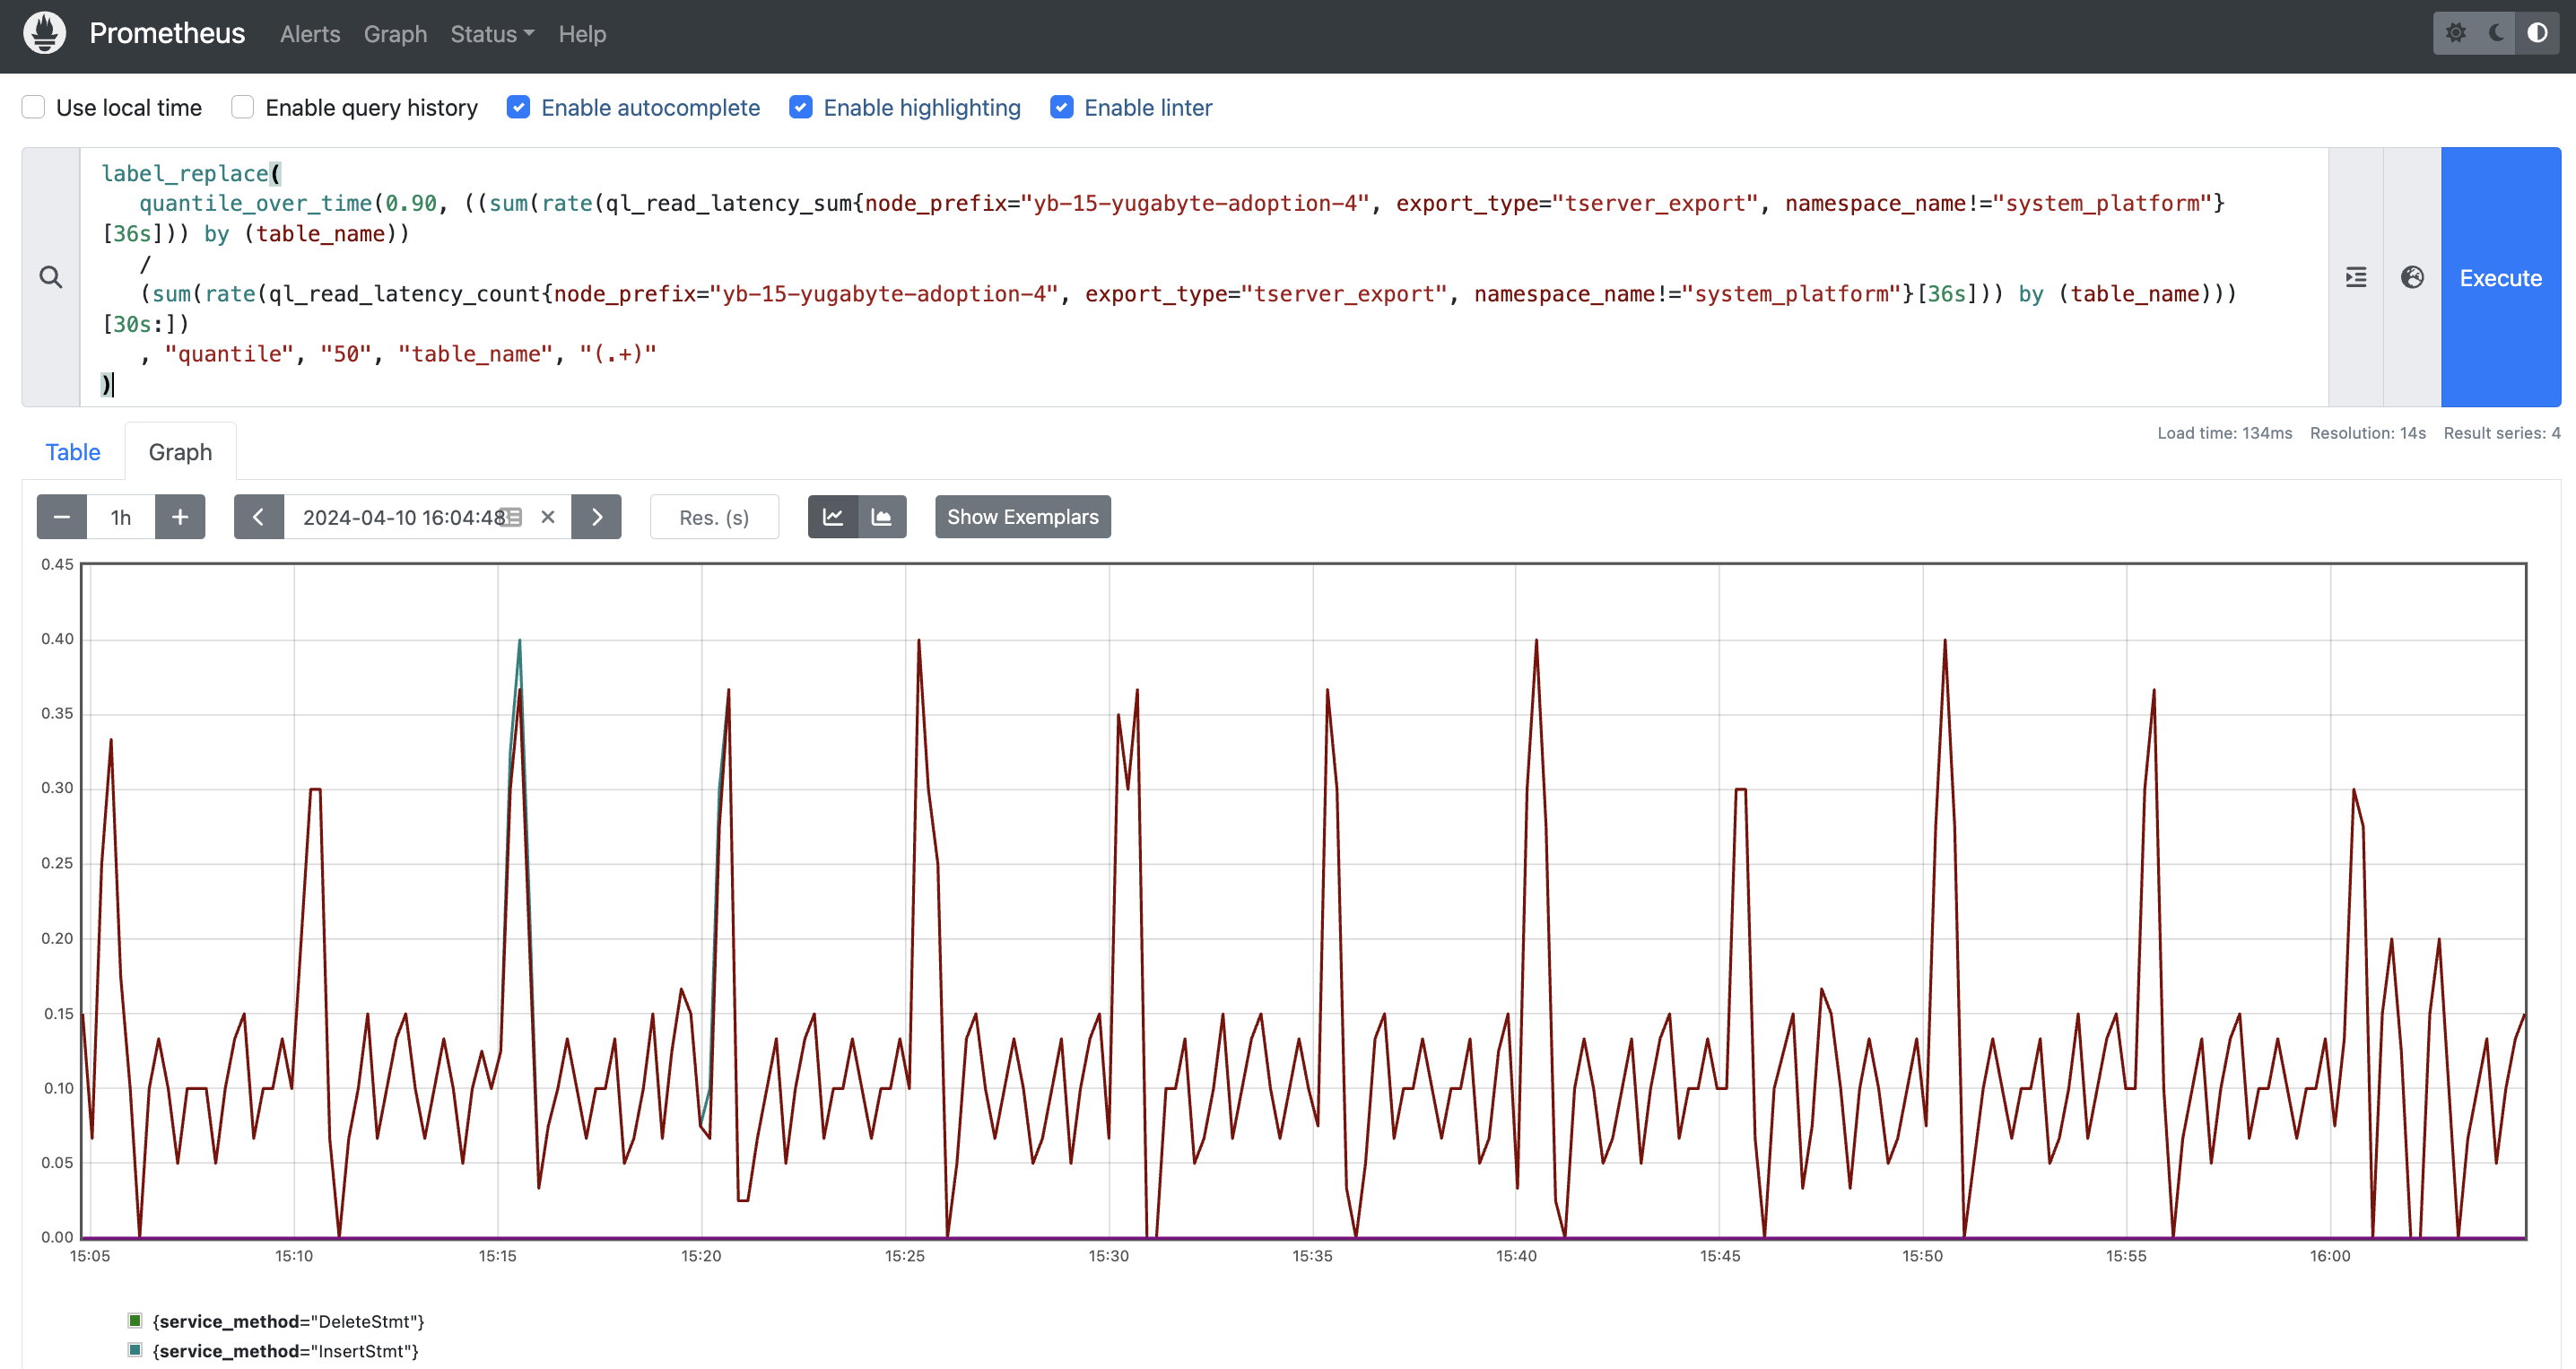 Prometheus Alerts Graph Status Help
Use local time Enable query history Enable autocomplete Enable highlighting Enable linter
label_replace(
quantile_over_time(0.90, ((sum(rate(ql_read_latency_sum{node_prefix="yb-15-yugabyte-adoption-4", export_type="tserver_export", namespace_name!="system_platform"}
[36s])) by (table_name))
/
(sum(rate(ql_read_latency_count{node_prefix="yb-15-yugabyte-adoption-4", export_type="tserver_export", namespace_name!="system_platform"}[36s])) by (table_name)))
[30s:])
, "quantile", "50", "table_name", "(.+)"
)
Execute
Load time: 134ms Resolution: 14s Result series: 4
Table Graph
1h 2024-04-10 16:04:48 Res. (s) Show Exemplars
0.45
0.40
0.35
0.30
0.25
0.20
0.15
0.10
0.05
0.00
15:05 15:10 15:15 15:20 15:25 15:30 15:35 15:40 15:45 15:50 15:55 16:00
{service_method="DeleteStmt"}
{service_method="InsertStmt"}